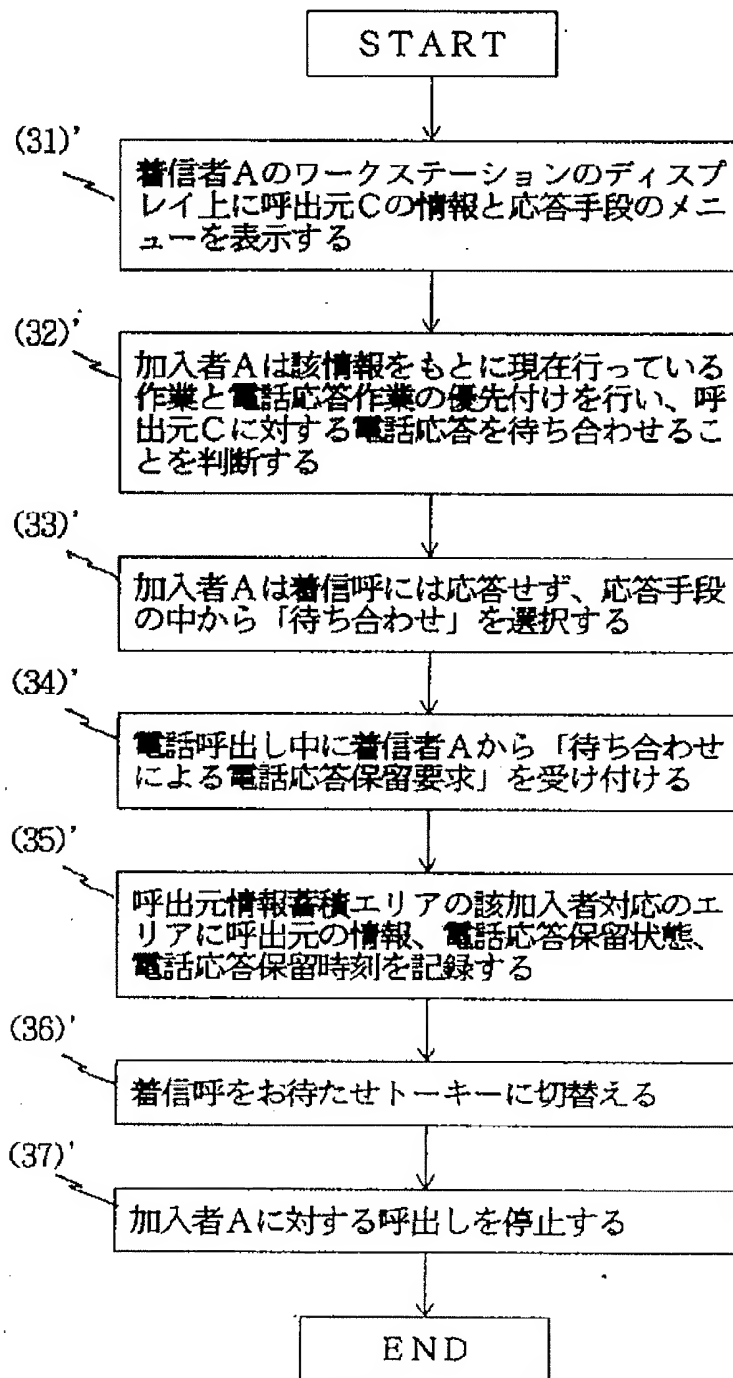 START
(31)’
着信者Aのワークステーションのディスプ
レイ上に呼出元Cの情報と応答手段のメニ
ューを表示する
(32)’
加入者Aは該情報をもとに現在行っている
作業と電話応答作業の優先付けを行い、呼
出元Cに対する電話応答を待ち合わせるこ
とを判断する
(33)’
加入者Aは着信呼には応答せず、応答手段
の中から「待ち合わせ」を選択する
(34)’
電話呼出し中に着信者Aから「待ち合わせ
による電話応答保留要求」を受け付ける
(35)’
呼出元情報蓄積エリアの該加入者対応のエ
リアに呼出元の情報、電話応答保留状態、
電話応答保留時刻を記録する
(36)’
着信呼をお待たせトーキーに切替える
(37)’
加入者Aに対する呼出しを停止する
END